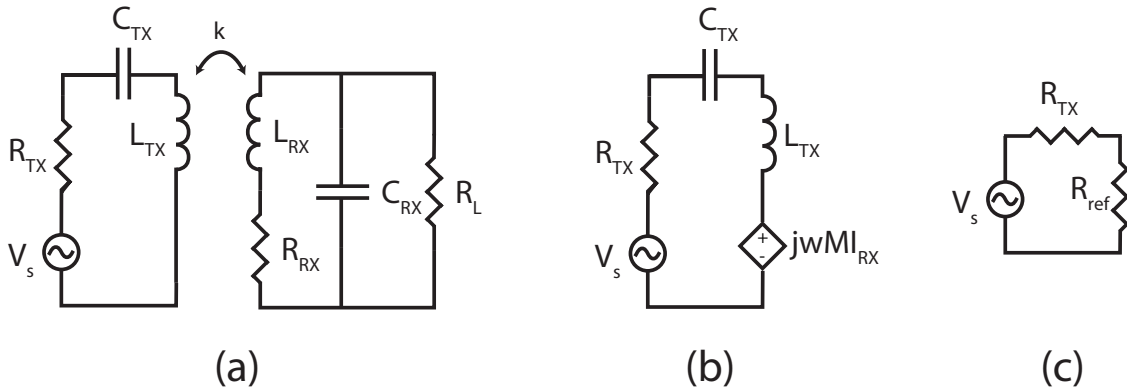 C_TX
k
R_TX
L_TX
V_s
L_RX
R_RX
C_RX
R_L
(a)
C_TX
R_TX
L_TX
V_s
+
-
jwMI_RX
(b)
R_TX
V_s
R_ref
(c)